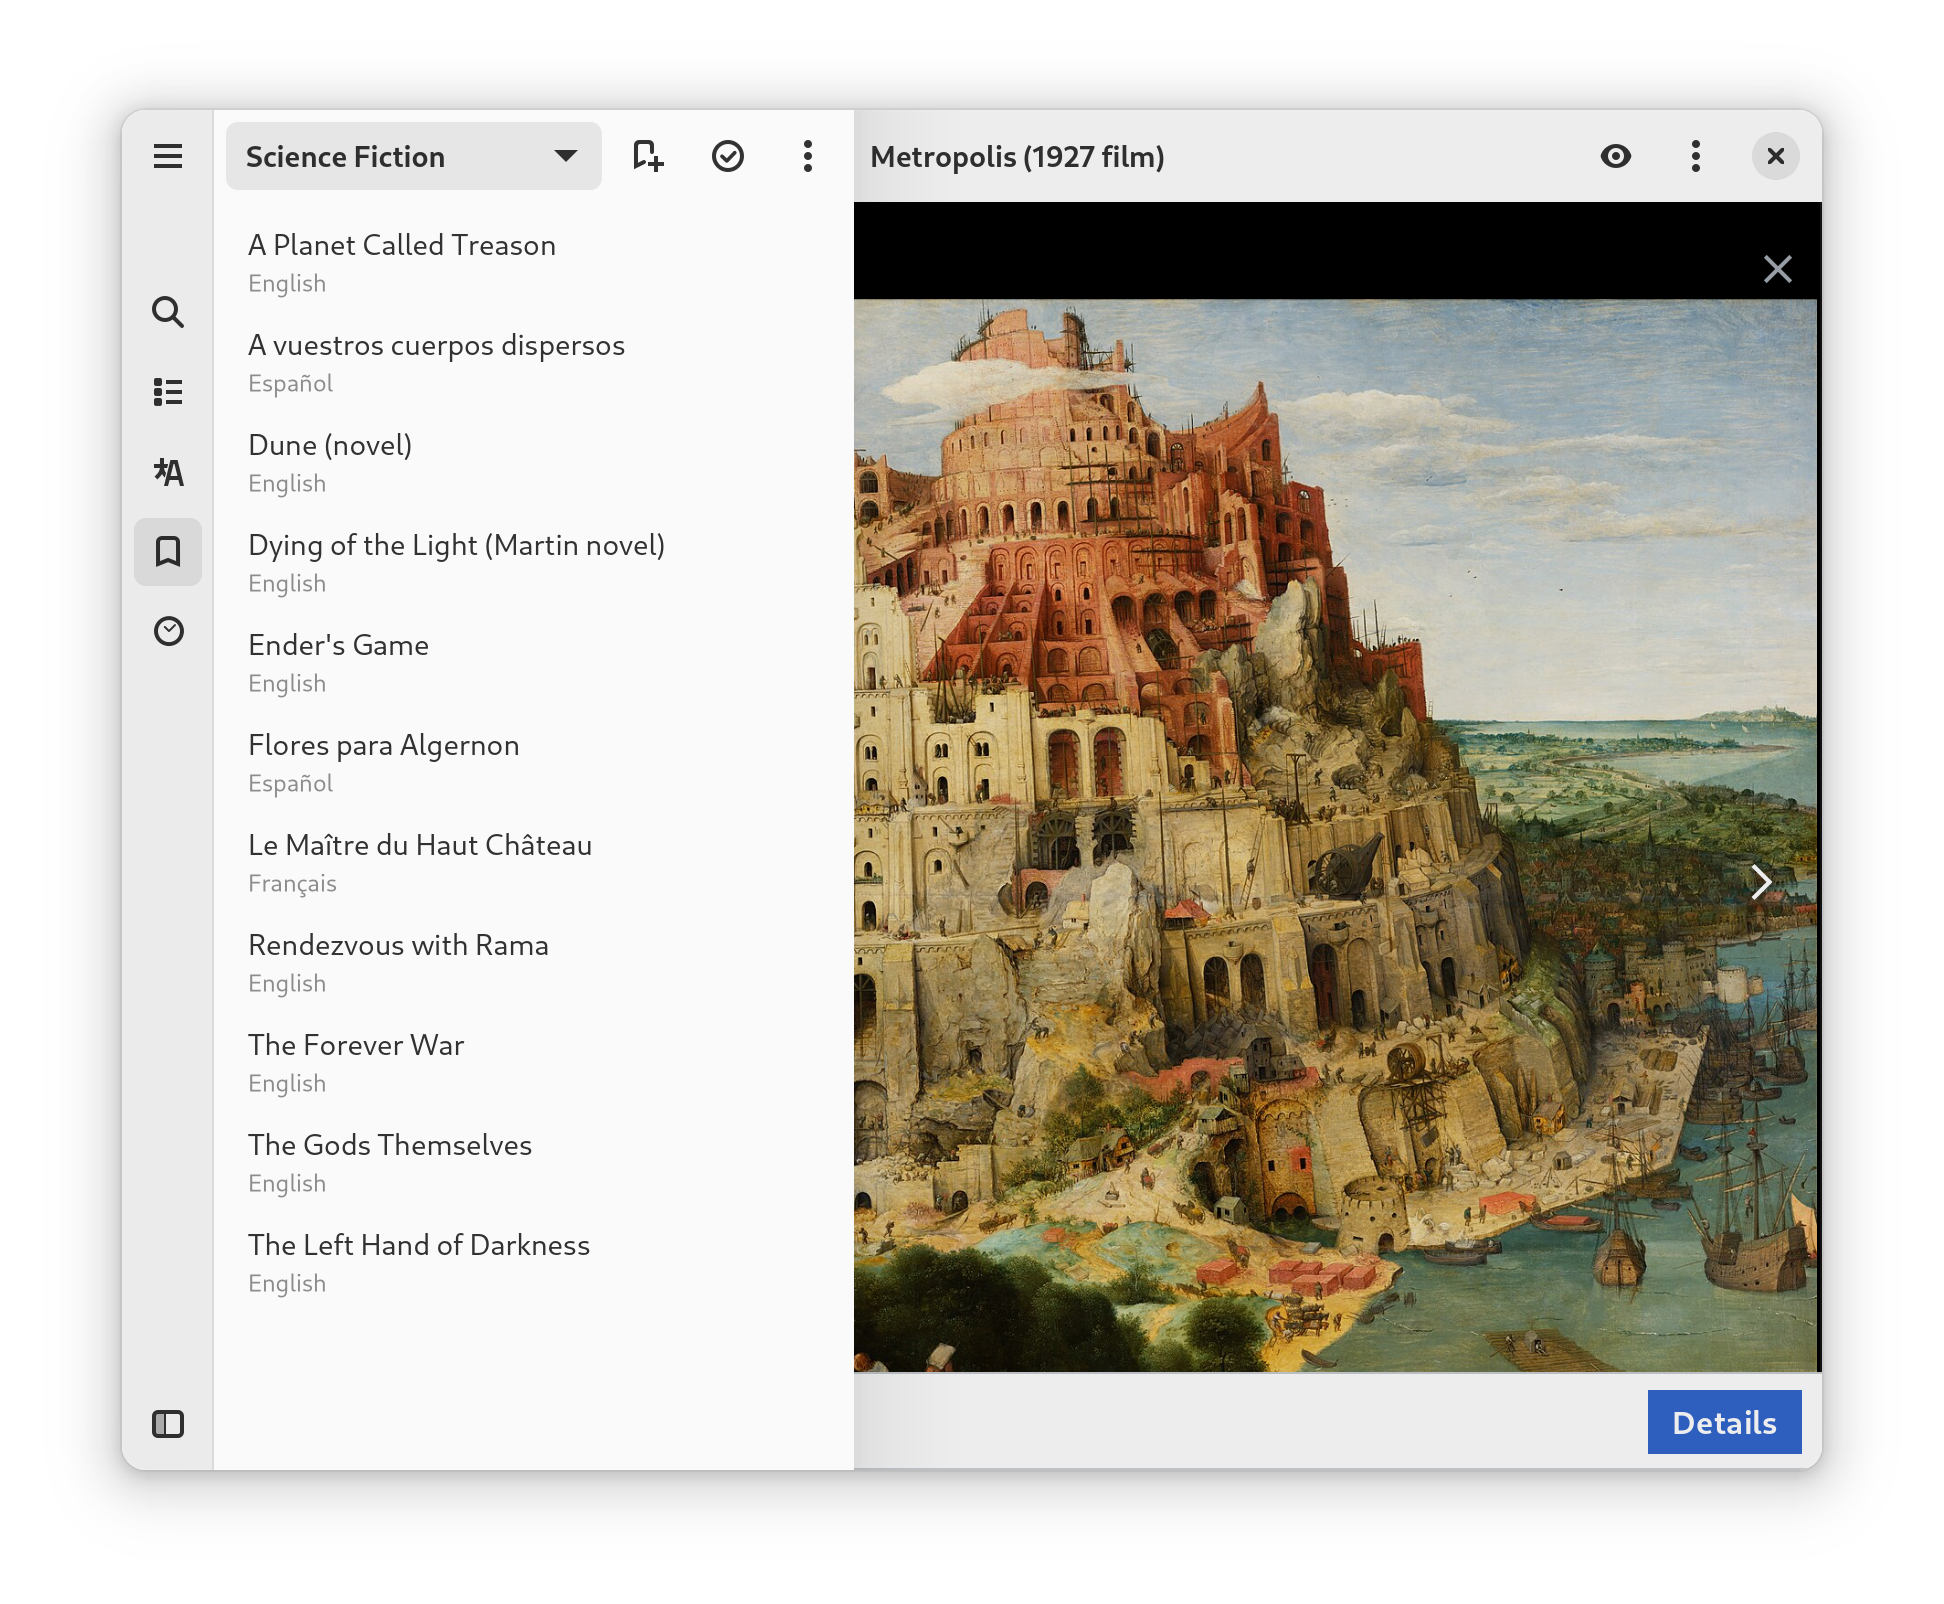 Science Fiction
Metropolis (1927 film)
A Planet Called Treason
English
A vuestros cuerpos dispersos
Español
Dune (novel)
English
Dying of the Light (Martin novel)
English
Ender's Game
English
Flores para Algernon
Español
Le Maître du Haut Château
Français
Rendezvous with Rama
English
The Forever War
English
The Gods Themselves
English
The Left Hand of Darkness
English
Details